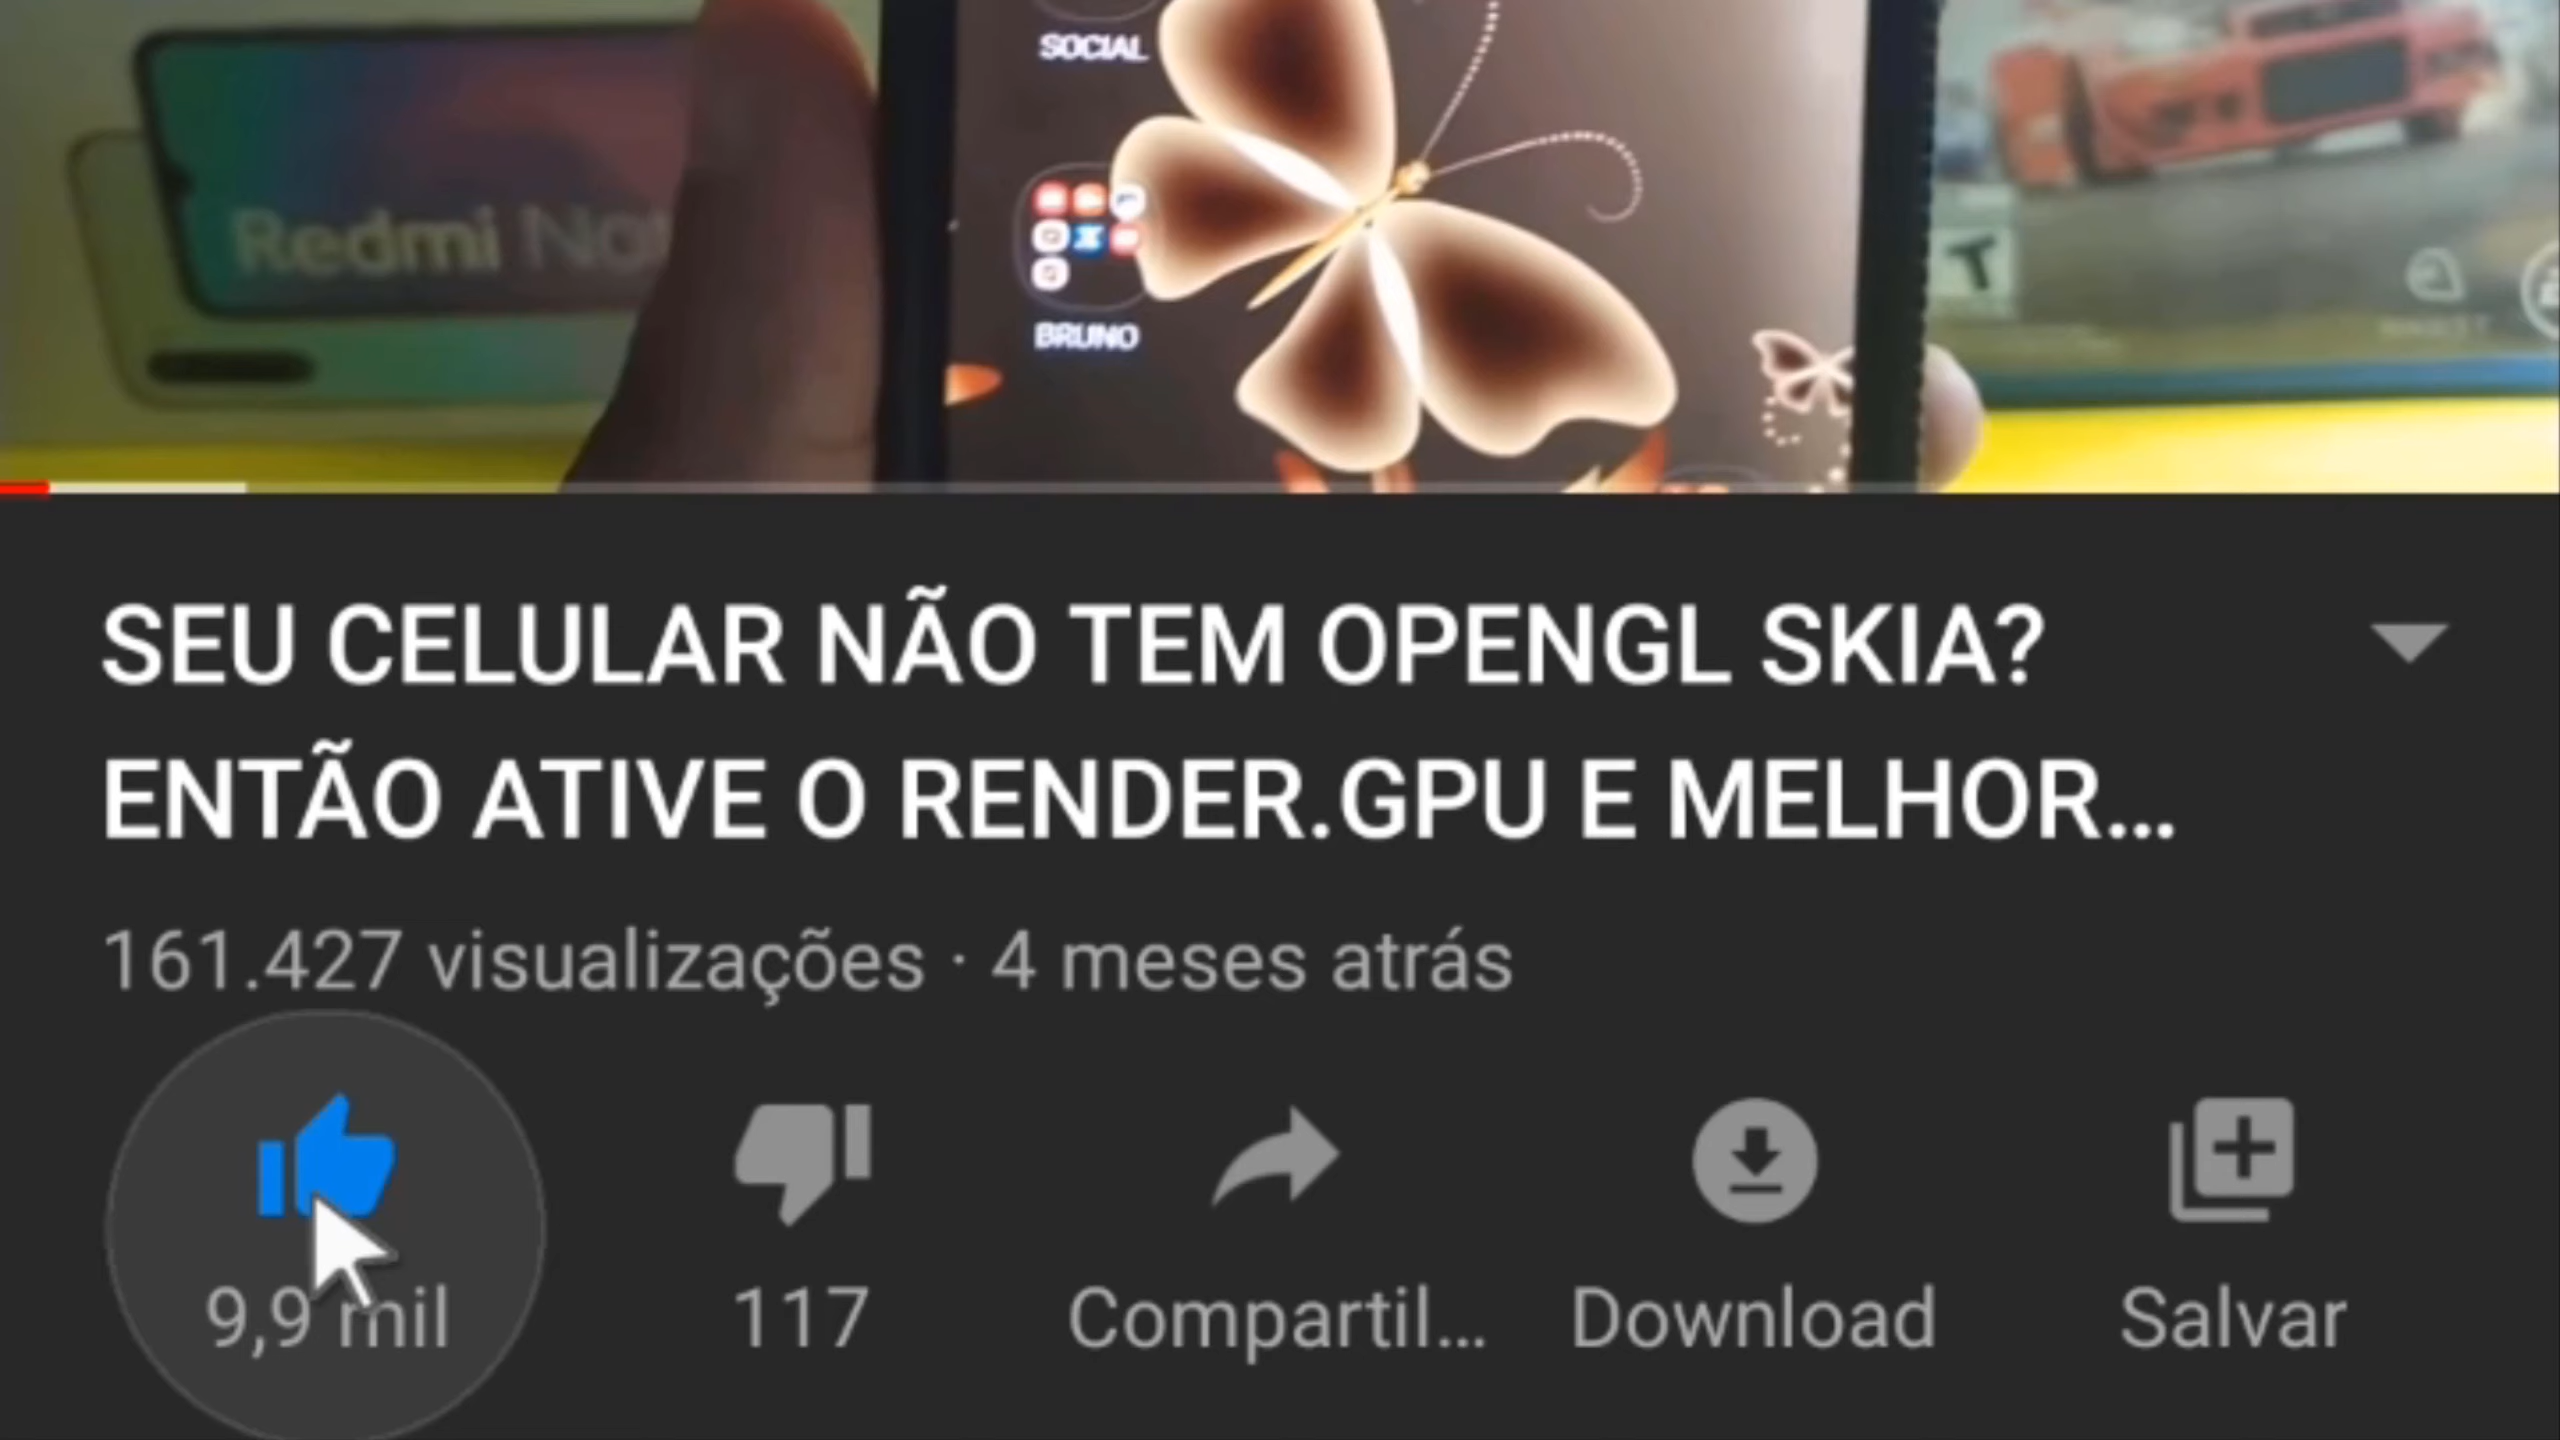 SOCIAL
Redmi Not
BRUNO
T
SEU CELULAR NÃO TEM OPENGL SKIA?
ENTÃO ATIVE O RENDER.GPU E MELHOR...
161.427 visualizações · 4 meses atrás
9,9 mil 117 Compartil... Download Salvar